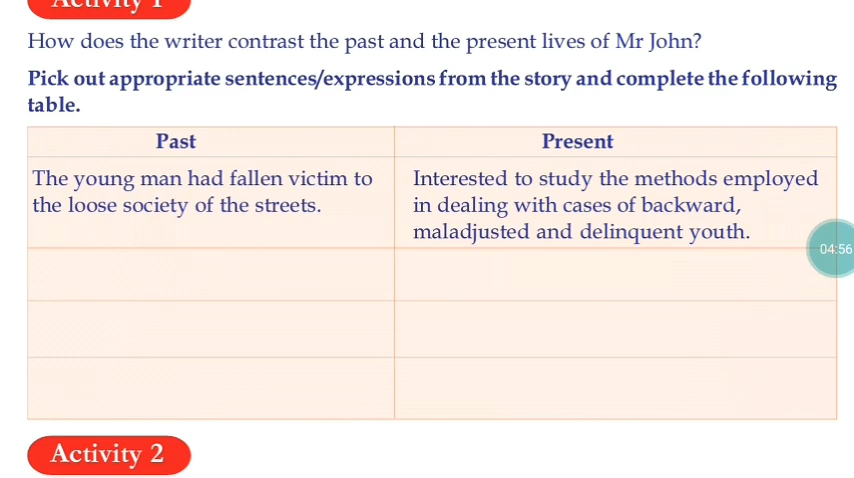 Activity 1
How does the writer contrast the past and the present lives of Mr John?
Pick out appropriate sentences/expressions from the story and complete the following
table.
Past
Present
The young man had fallen victim to
the loose society of the streets.
Interested to study the methods employed
in dealing with cases of backward,
maladjusted and delinquent youth.
04:56
Activity 2